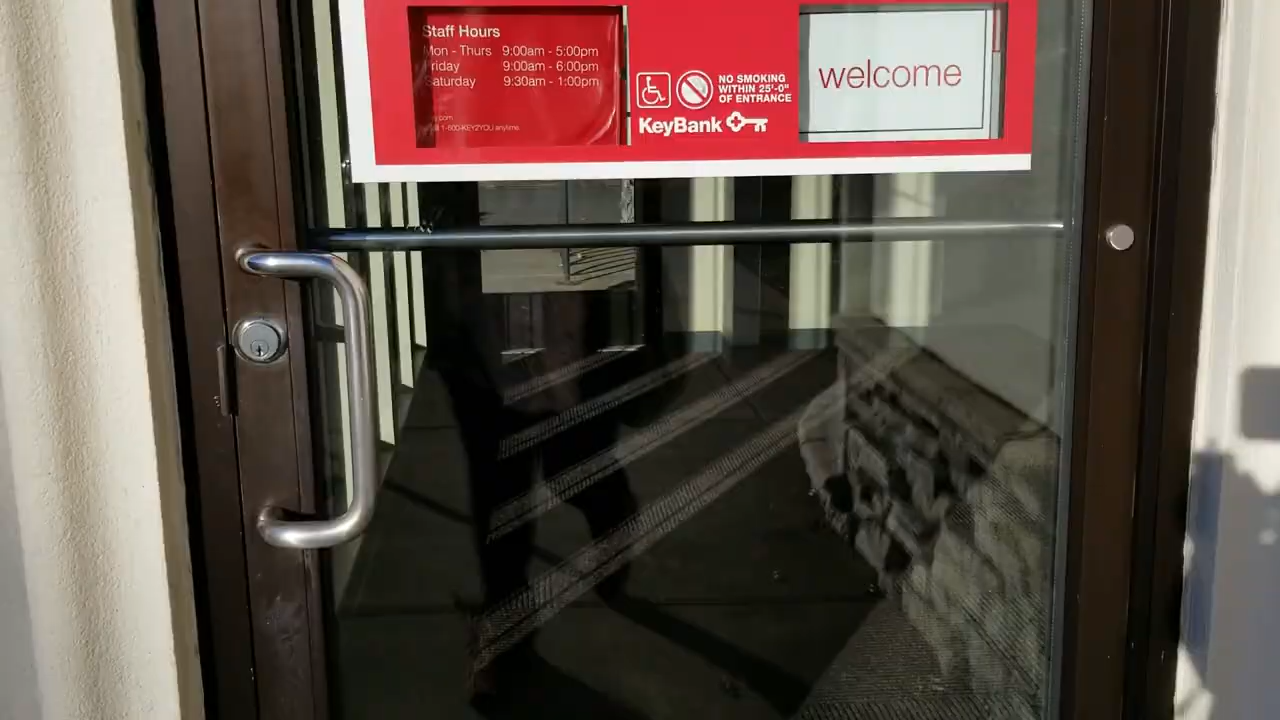 Staff Hours
Mon - Thurs 9:00am - 5:00pm
Friday 9:00am - 6:00pm
Saturday 9:30am - 1:00pm
1-800-KEY2YOU anytime.
NO SMOKING
WITHIN 25'-0"
OF ENTRANCE
KeyBank
welcome